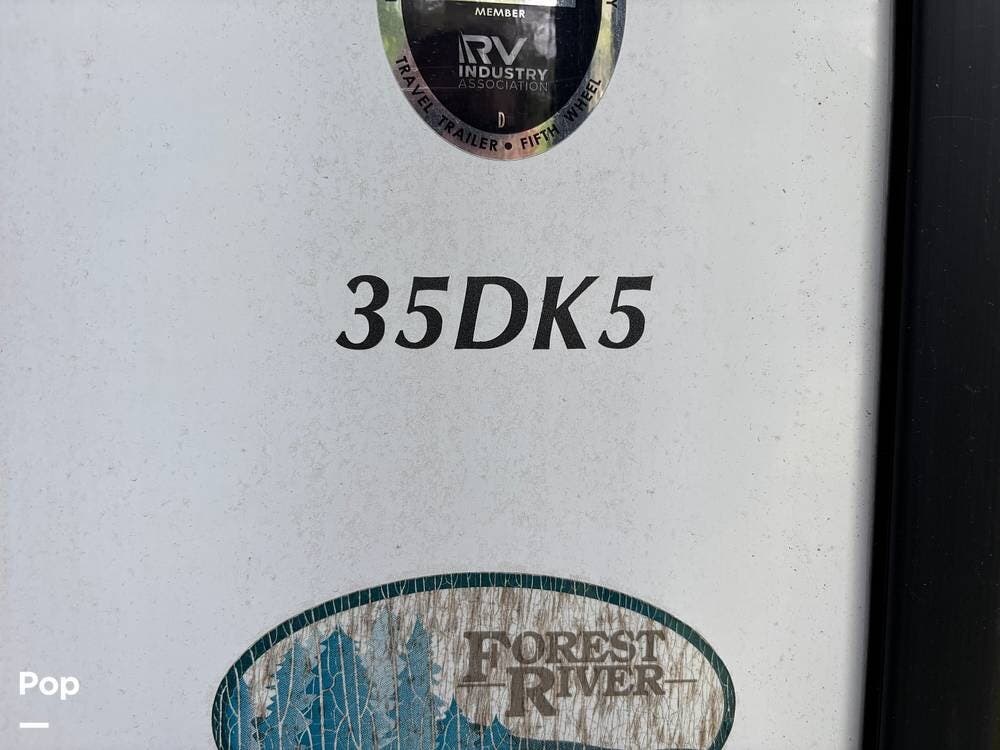 MEMBER
RV
INDUSTRY
ASSOCIATION
D
TRAVEL TRAILER • FIFTH WHEEL
35DK5
FOREST
RIVER
Pop